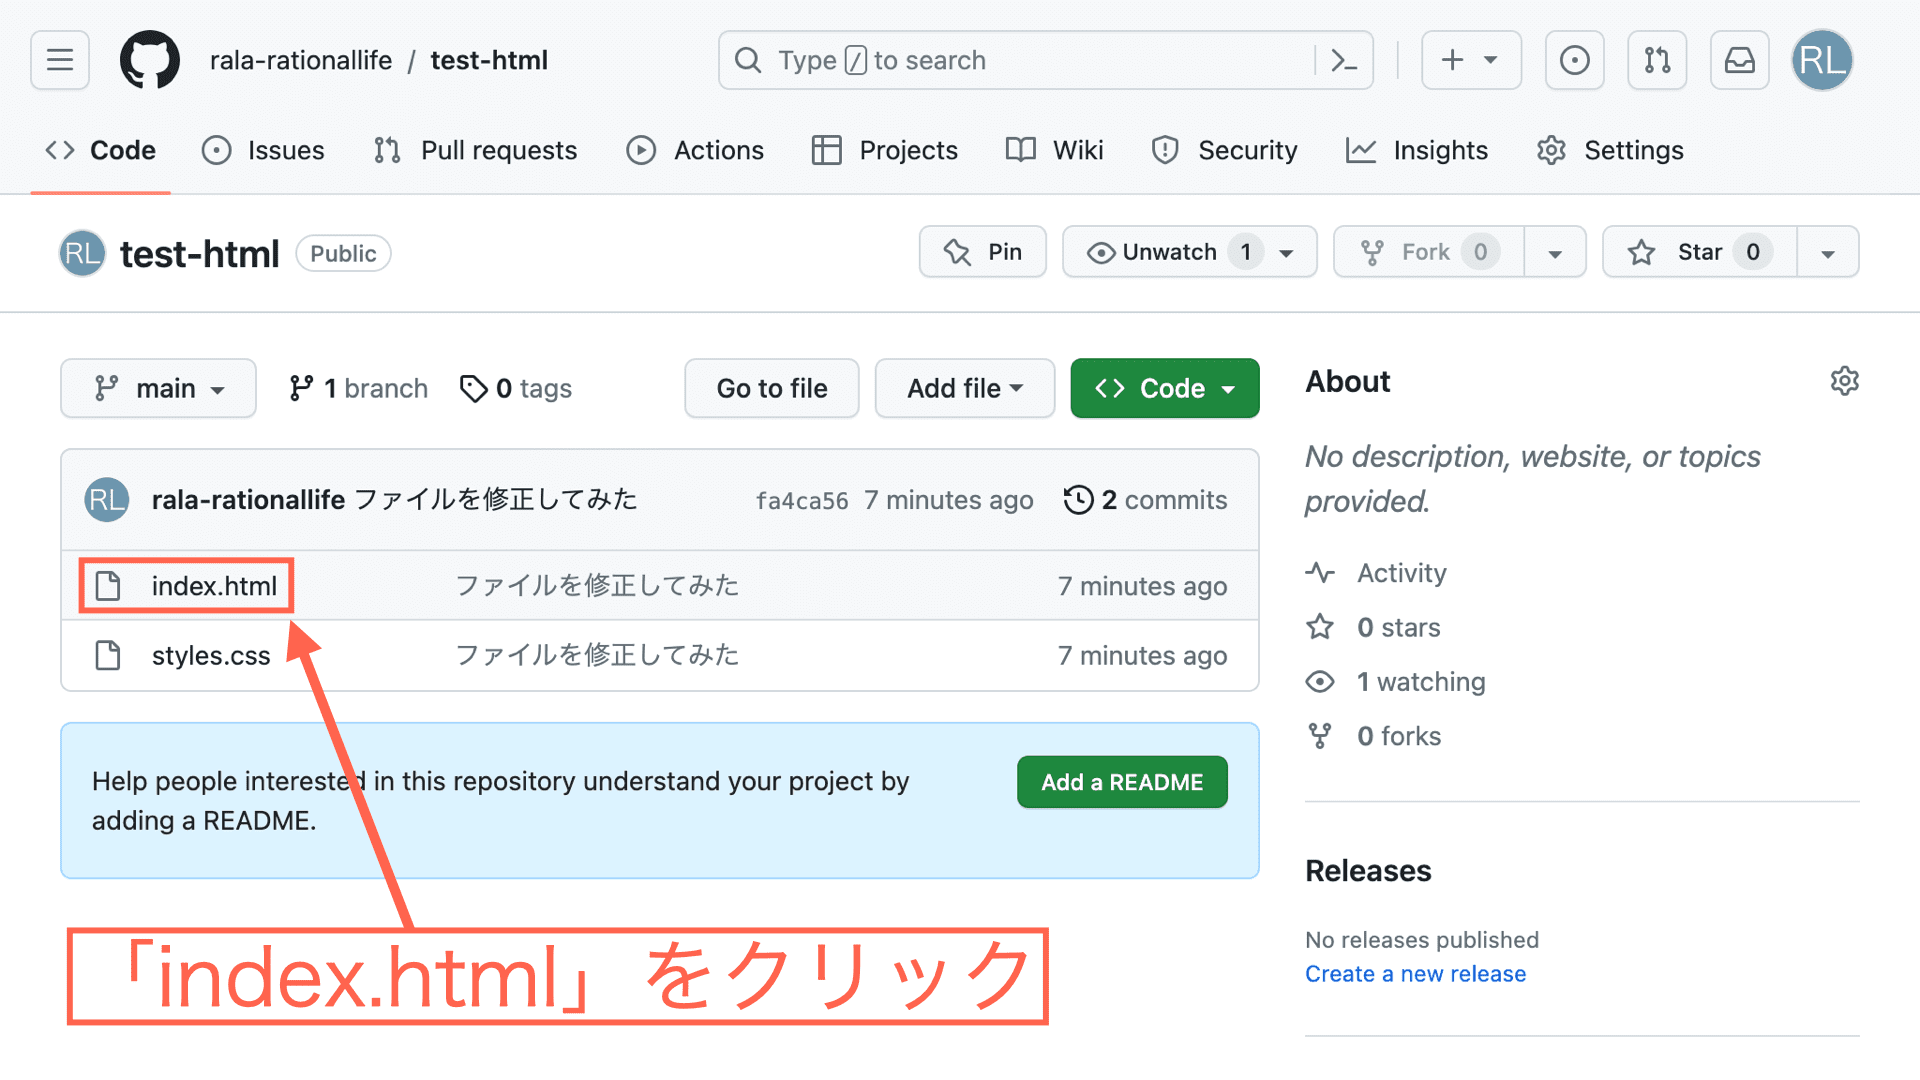 rala-rationallife / test-html
Type / to search
RL
Code Issues Pull requests Actions Projects Wiki Security Insights Settings
RL test-html Public
Pin Unwatch 1 Fork 0 Star 0
main 1 branch 0 tags Go to file Add file Code
RL rala-rationallife ファイルを修正してみた fa4ca56 7 minutes ago 2 commits
index.html ファイルを修正してみた 7 minutes ago
styles.css ファイルを修正してみた 7 minutes ago
Help people interested in this repository understand your project by
adding a README.
Add a README
「index.html」をクリック
About
No description, website, or topics
provided.
Activity
0 stars
1 watching
0 forks
Releases
No releases published
Create a new release